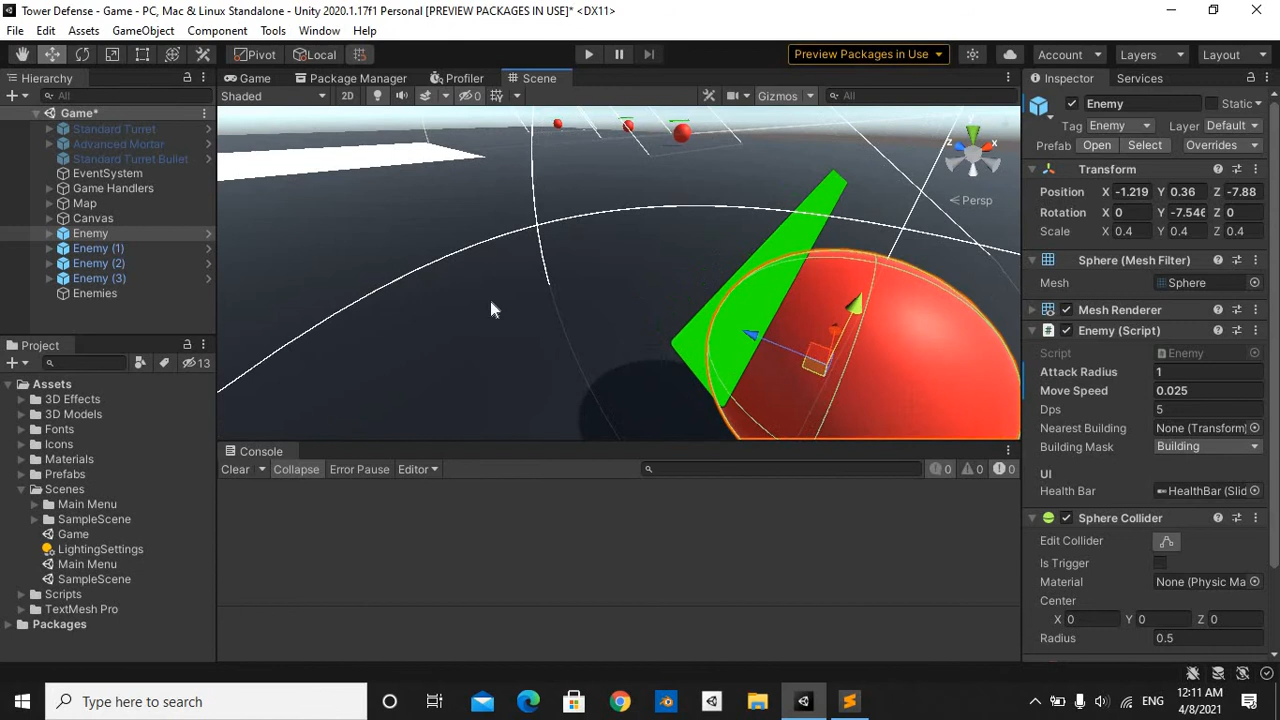 Tower Defense - Game - PC, Mac & Linux Standalone - Unity 2020.1.17f1 Personal [PREVIEW PACKAGES IN USE]* <DX11>
File Edit Assets GameObject Component Tools Window Help
Pivot Local Preview Packages in Use Account Layers Layout
Hierarchy
All
Game*
Standard Turret
Advanced Mortar
Standard Turret Bullet
EventSystem
Game Handlers
Map
Canvas
Enemy
Enemy (1)
Enemy (2)
Enemy (3)
Enemies
Project
13
Assets
3D Effects
3D Models
Fonts
Icons
Materials
Prefabs
Scenes
Main Menu
SampleScene
Game
LightingSettings
Main Menu
SampleScene
Scripts
TextMesh Pro
Packages
Game Package Manager Profiler Scene
Shaded 2D 0 Gizmos All
y
z x
Persp
Console
Clear Collapse Error Pause Editor 0 0 0
Inspector Services
Enemy Static
Tag Enemy Layer Default
Prefab Open Select Overrides
Transform
Position X -1.219 Y 0.36 Z -7.88
Rotation X 0 Y -7.546 Z 0
Scale X 0.4 Y 0.4 Z 0.4
Sphere (Mesh Filter)
Mesh Sphere
Mesh Renderer
Enemy (Script)
Script Enemy
Attack Radius 1
Move Speed 0.025
Dps 5
Nearest Building None (Transform)
Building Mask Building
UI
Health Bar HealthBar (Slid
Sphere Collider
Edit Collider
Is Trigger
Material None (Physic Ma
Center
X 0 Y 0 Z 0
Radius 0.5
Type here to search
ENG
12:11 AM
4/8/2021